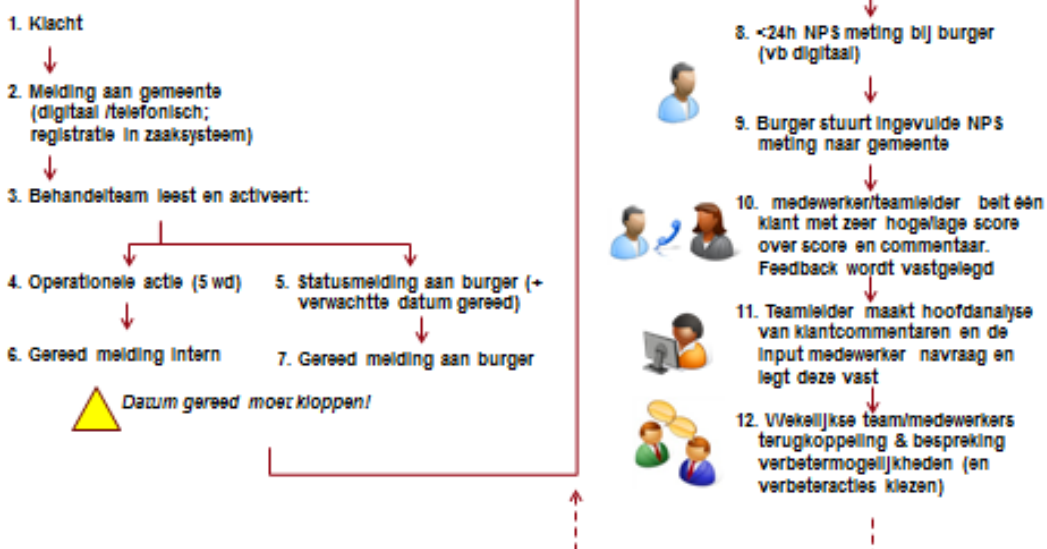 1. Klacht
2. Melding aan gemeente
(digitaal /telefonisch;
registratie in zaaksysteem)
3. Behandelteam leest en activeert:
4. Operationele actie (5 wd)
5. Statusmelding aan burger (+
verwachtte datum gereed)
6. Gereed melding intern
7. Gereed melding aan burger
Datum gereed moet kloppen!
8. <24h NPS meting bij burger
(vb digitaal)
9. Burger stuurt ingevulde NPS
meting naar gemeente
10. medewerker/teamleider belt één
klant met zeer hoge/lage score
over score en commentaar.
Feedback wordt vastgelegd
11. Teamleider maakt hoofdanalyse
van klantcommentaren en de
input medewerker navraag en
legt deze vast
12. Wekelijkse team/medewerkers
terugkoppeling & bespreking
verbetermogelijkheden (en
verbeteracties kiezen)